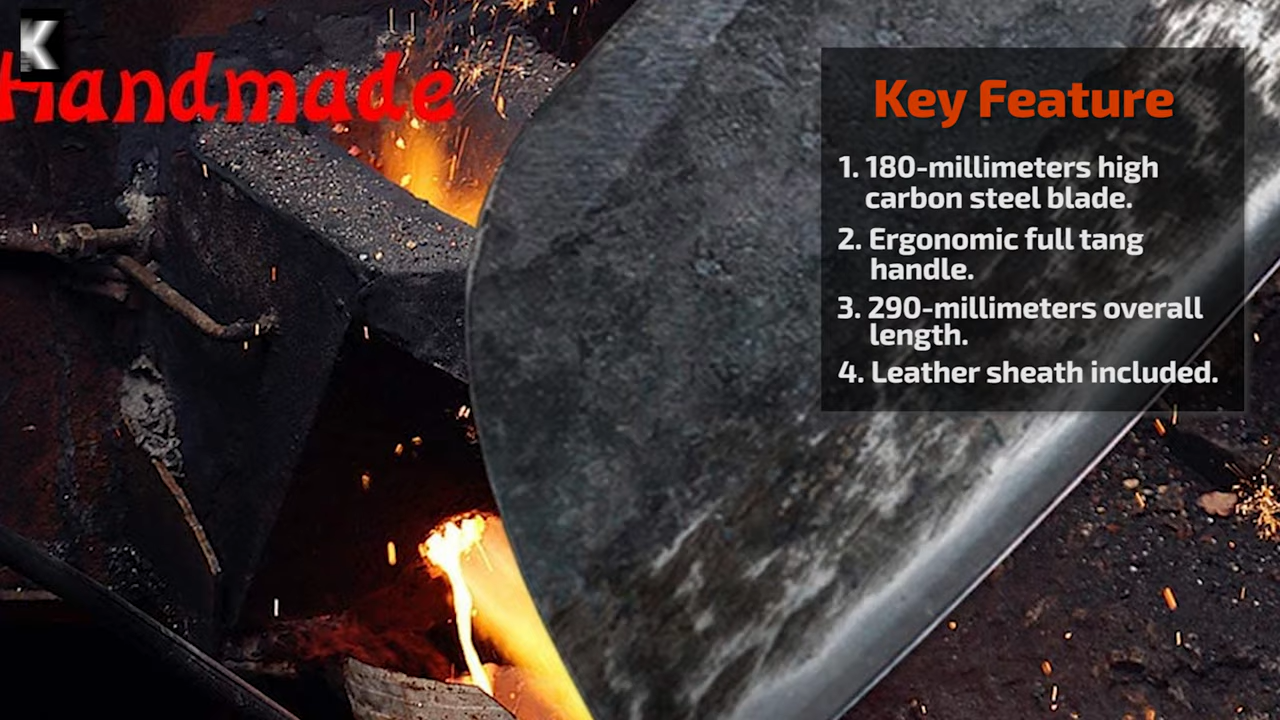 K
Handmade
Key Feature
1. 180-millimeters high
carbon steel blade.
2. Ergonomic full tang
handle.
3. 290-millimeters overall
length.
4. Leather sheath included.